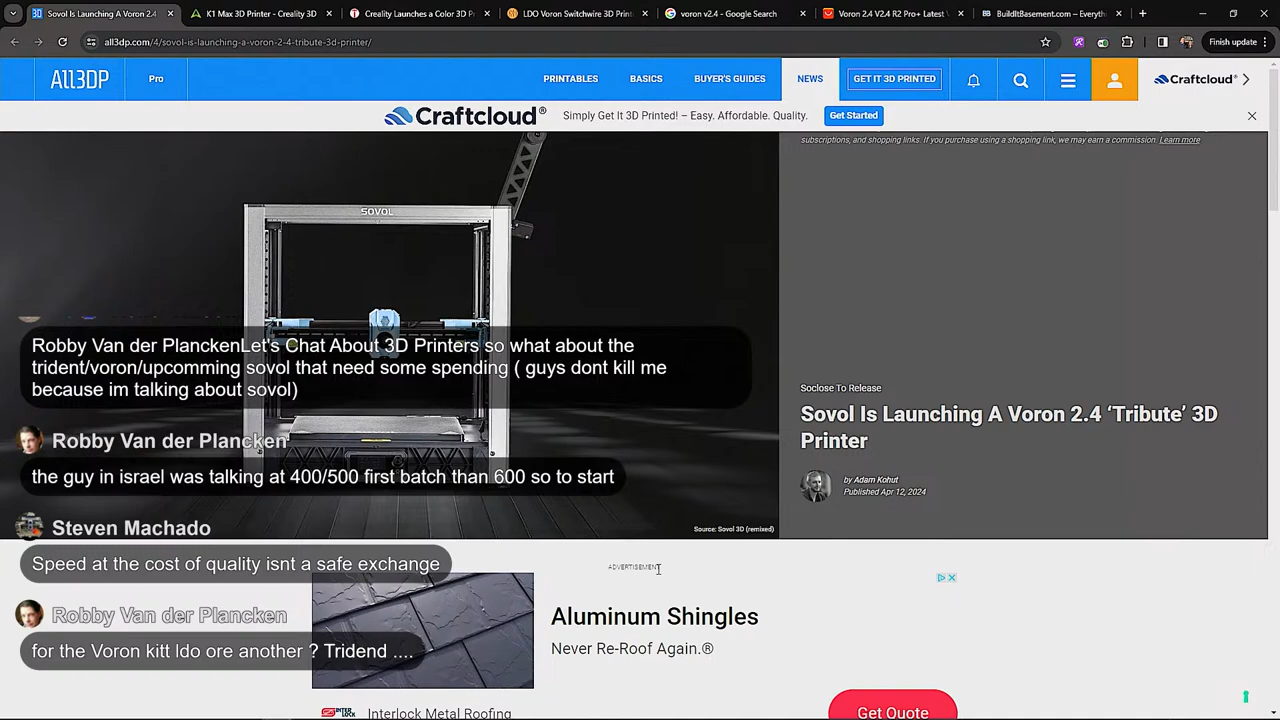 Sovol Is Launching A Voron 2.4
K1 Max 3D Printer - Creality 3D
Creality Launches a Color 3D P
LDO Voron Switchwire 3D Print
voron v2.4 - Google Search
Voron 2.4 V2.4 R2 Pro+ Latest
BuildItBasement.com – Everyth
all3dp.com/4/sovol-is-launching-a-voron-2-4-tribute-3d-printer/
Finish update
ALL3DP
Pro
PRINTABLES
BASICS
BUYER'S GUIDES
NEWS
GET IT 3D PRINTED
Craftcloud
Craftcloud®
Simply Get It 3D Printed! – Easy. Affordable. Quality.
Get Started
subscriptions, and shopping links. If you purchase using a shopping link, we may earn a commission. Learn more
SOVOL
Robby Van der PlanckenLet's Chat About 3D Printers so what about the
trident/voron/upcomming sovol that need some spending ( guys dont kill me
because im talking about sovol)
Soclose To Release
Sovol Is Launching A Voron 2.4 ‘Tribute’ 3D
Printer
by Adam Kohut
Published Apr 12, 2024
Robby Van der Plancken
the guy in israel was talking at 400/500 first batch than 600 so to start
Source: Sovol 3D (remixed)
Steven Machado
Speed at the cost of quality isnt a safe exchange
ADVERTISEMENT
Robby Van der Plancken
for the Voron kitt ldo ore another ? Tridend ....
Aluminum Shingles
Never Re-Roof Again.®
INTERLOCK
Interlock Metal Roofing
Get Quote